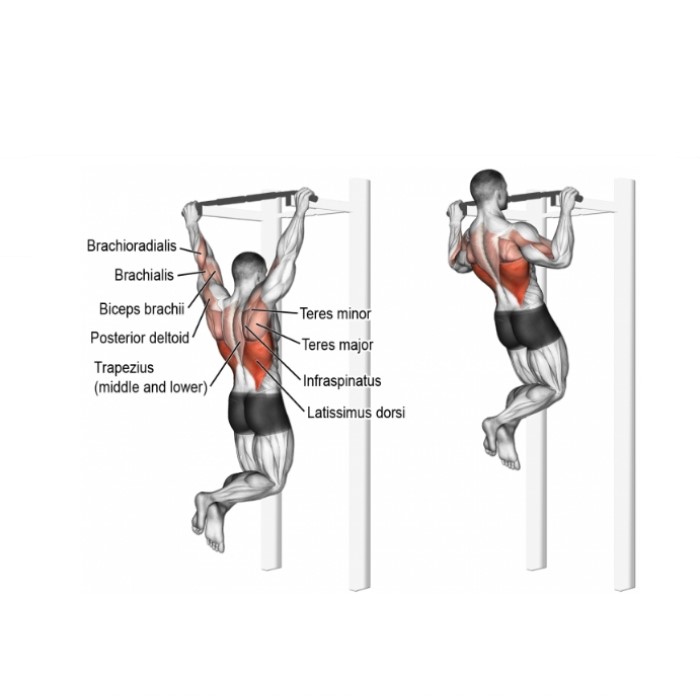 Brachioradialis
Brachialis
Biceps brachii
Posterior deltoid
Trapezius
(middle and lower)
Teres minor
Teres major
Infraspinatus
Latissimus dorsi